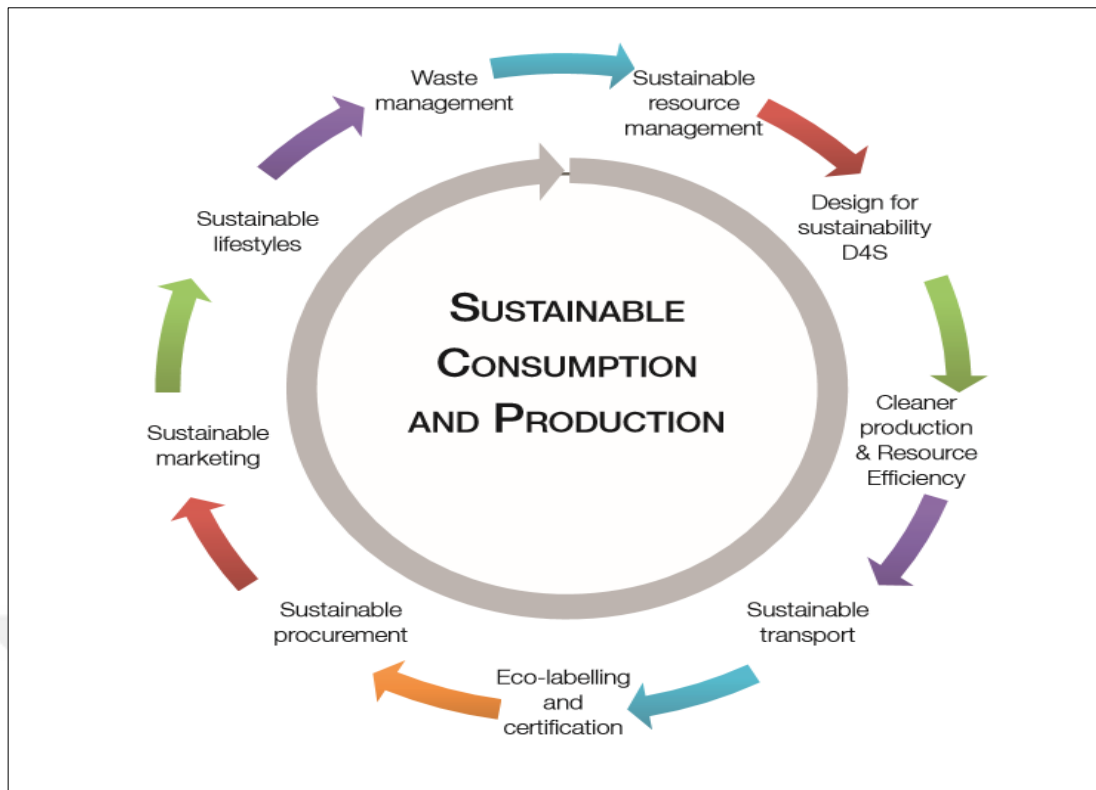 Waste
management
Sustainable
resource
management
Design for
sustainability
D4S
Cleaner
production
& Resource
Efficiency
Sustainable
transport
Eco-labelling
and
certification
Sustainable
procurement
Sustainable
marketing
Sustainable
lifestyles
SUSTAINABLE
CONSUMPTION
AND PRODUCTION